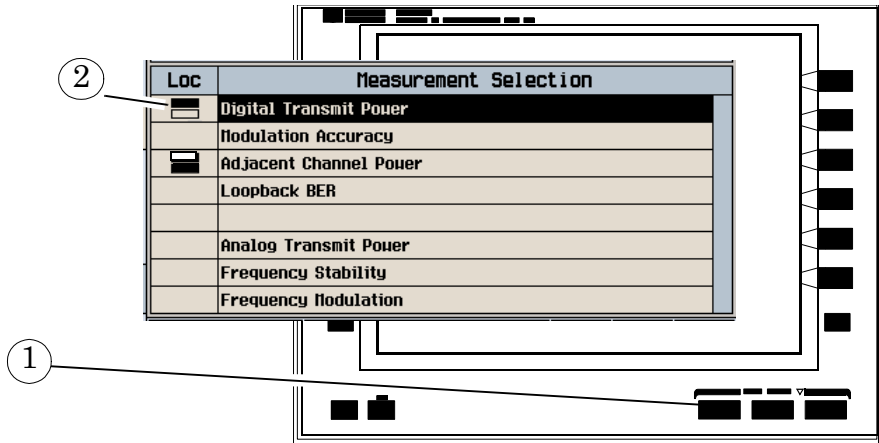 2
Loc Measurement Selection
Digital Transmit Power
Modulation Accuracy
Adjacent Channel Power
Loopback BER
Analog Transmit Power
Frequency Stability
Frequency Modulation
1